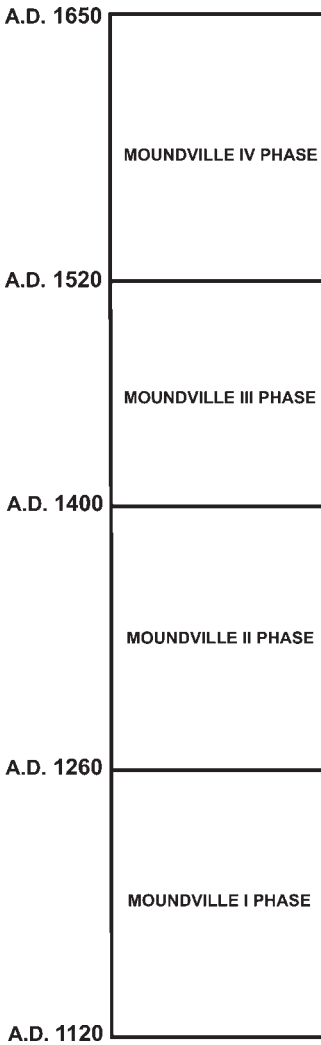 A.D. 1650
MOUNDVILLE IV PHASE
A.D. 1520
MOUNDVILLE III PHASE
A.D. 1400
MOUNDVILLE II PHASE
A.D. 1260
MOUNDVILLE I PHASE
A.D. 1120